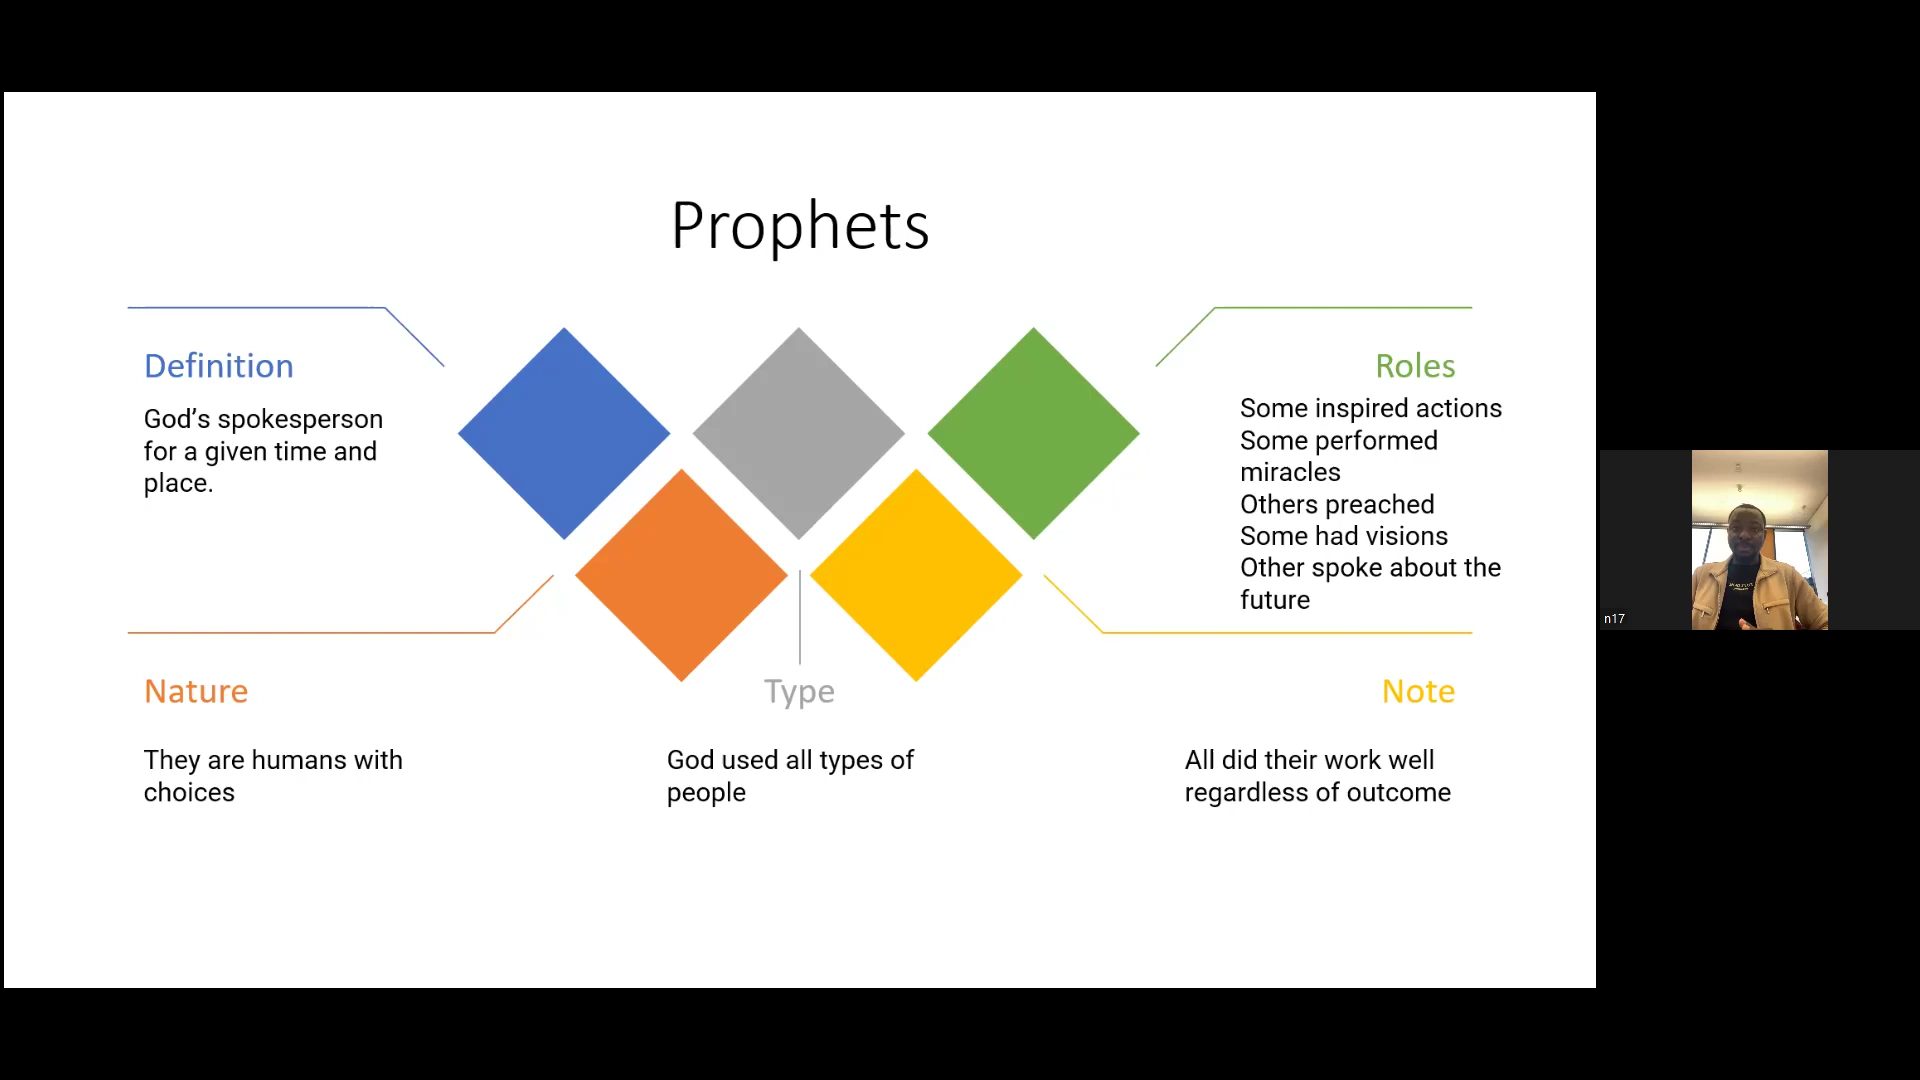 Prophets
Definition
God’s spokesperson
for a given time and
place.
Roles
Some inspired actions
Some performed
miracles
Others preached
Some had visions
Other spoke about the
future
Nature
They are humans with
choices
Type
God used all types of
people
Note
All did their work well
regardless of outcome
n17